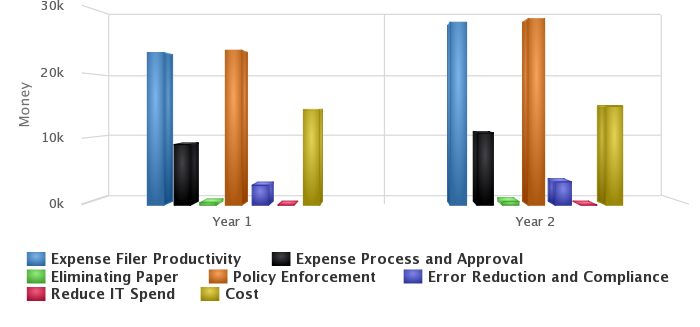 30k
20k
10k
0k
Money
Year 1
Year 2
Expense Filer Productivity
Expense Process and Approval
Eliminating Paper
Policy Enforcement
Error Reduction and Compliance
Reduce IT Spend
Cost